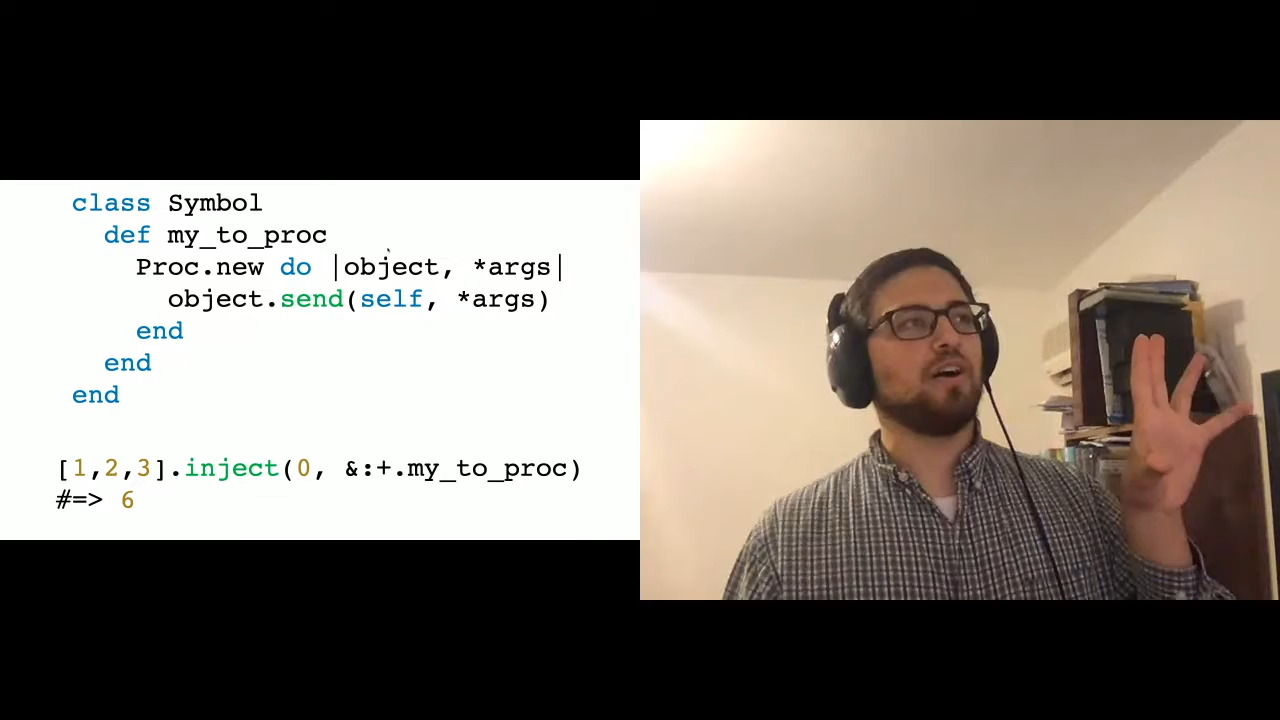 class Symbol
def my_to_proc
Proc.new do |object, *args|
object.send(self, *args)
end
end
end
[1,2,3].inject(0, &:+.my_to_proc)
#=> 6